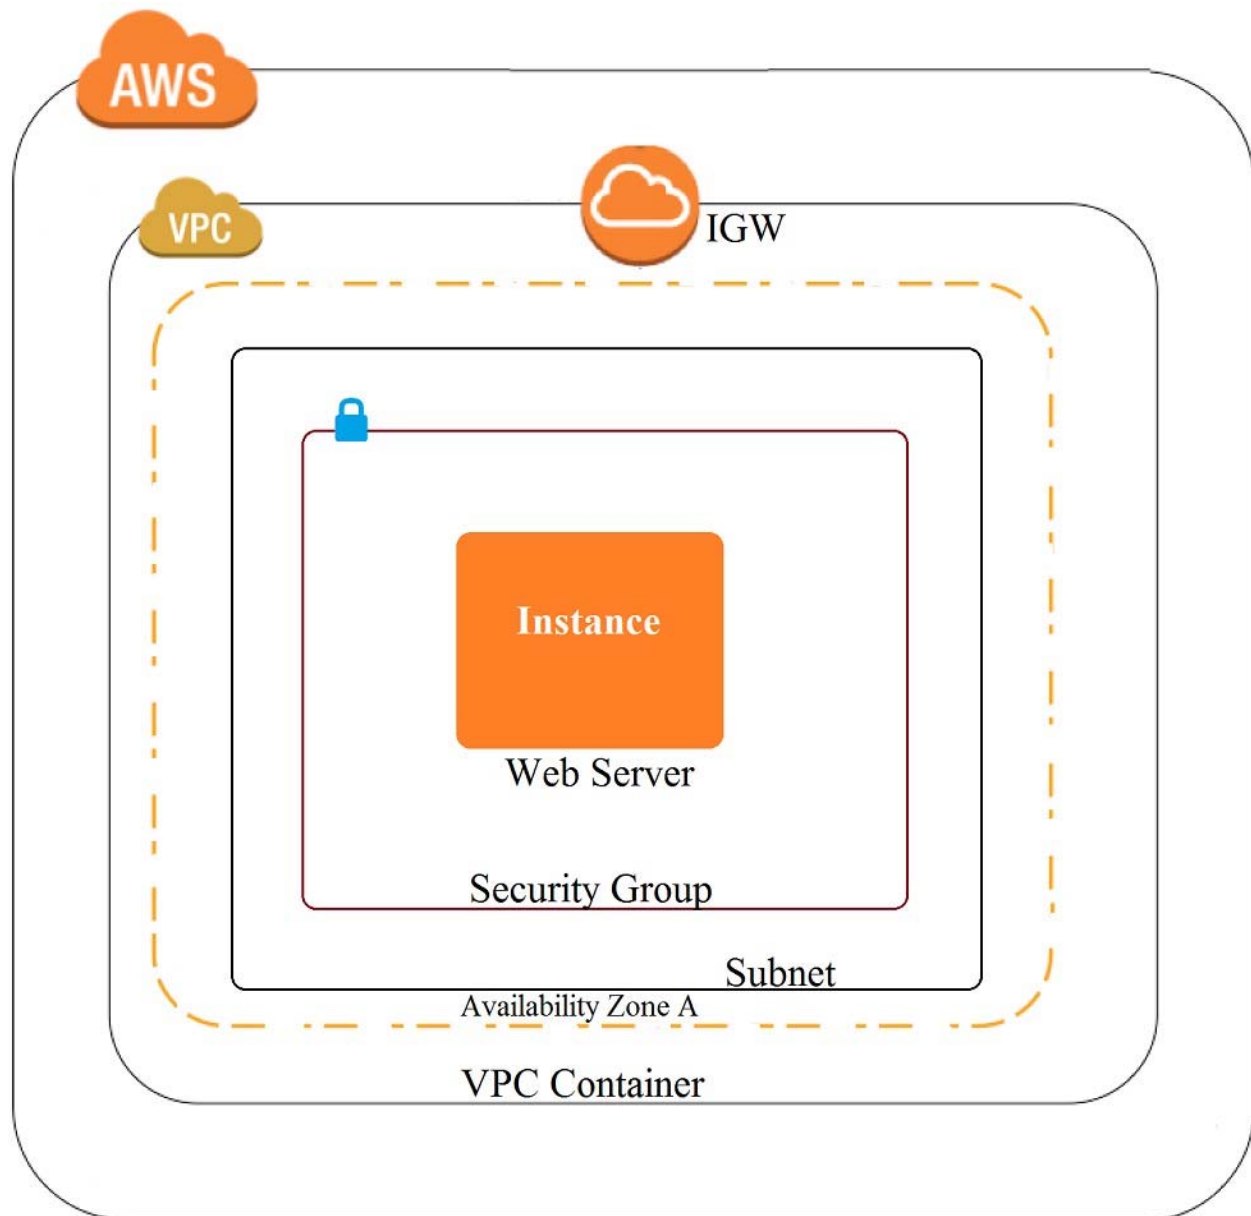 AWS
VPC
IGW
Instance
Web Server
Security Group
Subnet
Availability Zone A
VPC Container